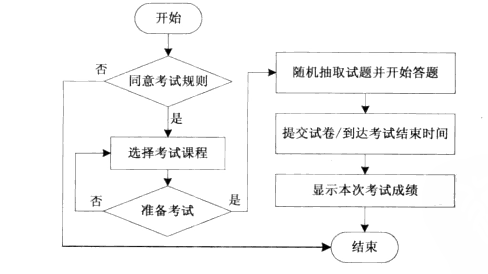 开始
否
同意考试规则
是
选择考试课程
否
准备考试
是
随机抽取试题并开始答题
提交试卷/到达考试结束时间
显示本次考试成绩
结束